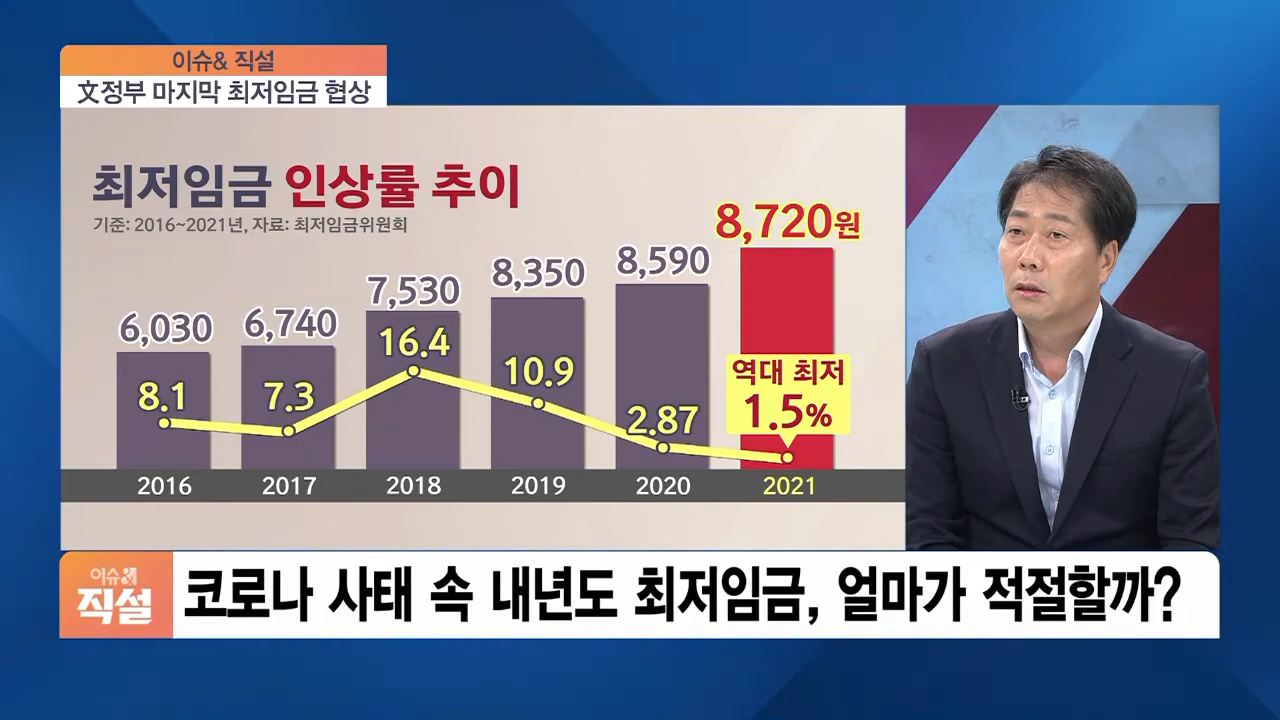 이슈& 직설
文정부 마지막 최저임금 협상
최저임금 인상률 추이
기준: 2016~2021년, 자료: 최저임금위원회
6,030
6,740
7,530
8,350
8,590
8,720원
8.1
7.3
16.4
10.9
2.87
역대 최저
1.5%
2016
2017
2018
2019
2020
2021
이슈&
직설
코로나 사태 속 내년도 최저임금, 얼마가 적절할까?